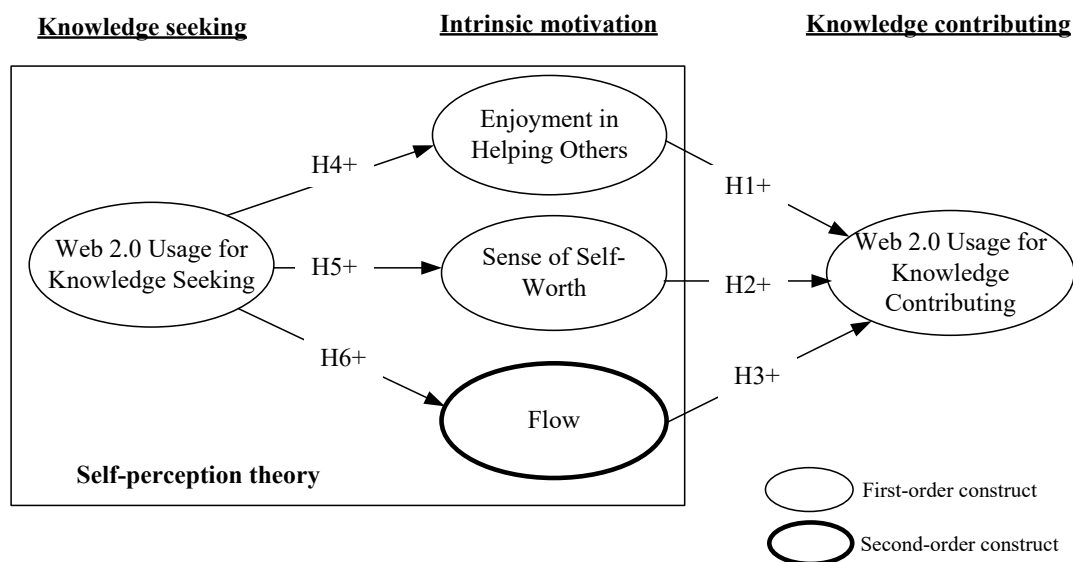 Knowledge seeking
Intrinsic motivation
Knowledge contributing
Enjoyment in
Helping Others
H4+
H1+
Web 2.0 Usage for
Knowledge Seeking
H5+
Sense of Self-
Worth
H2+
Web 2.0 Usage for
Knowledge
Contributing
H6+
Flow
H3+
Self-perception theory
First-order construct
Second-order construct